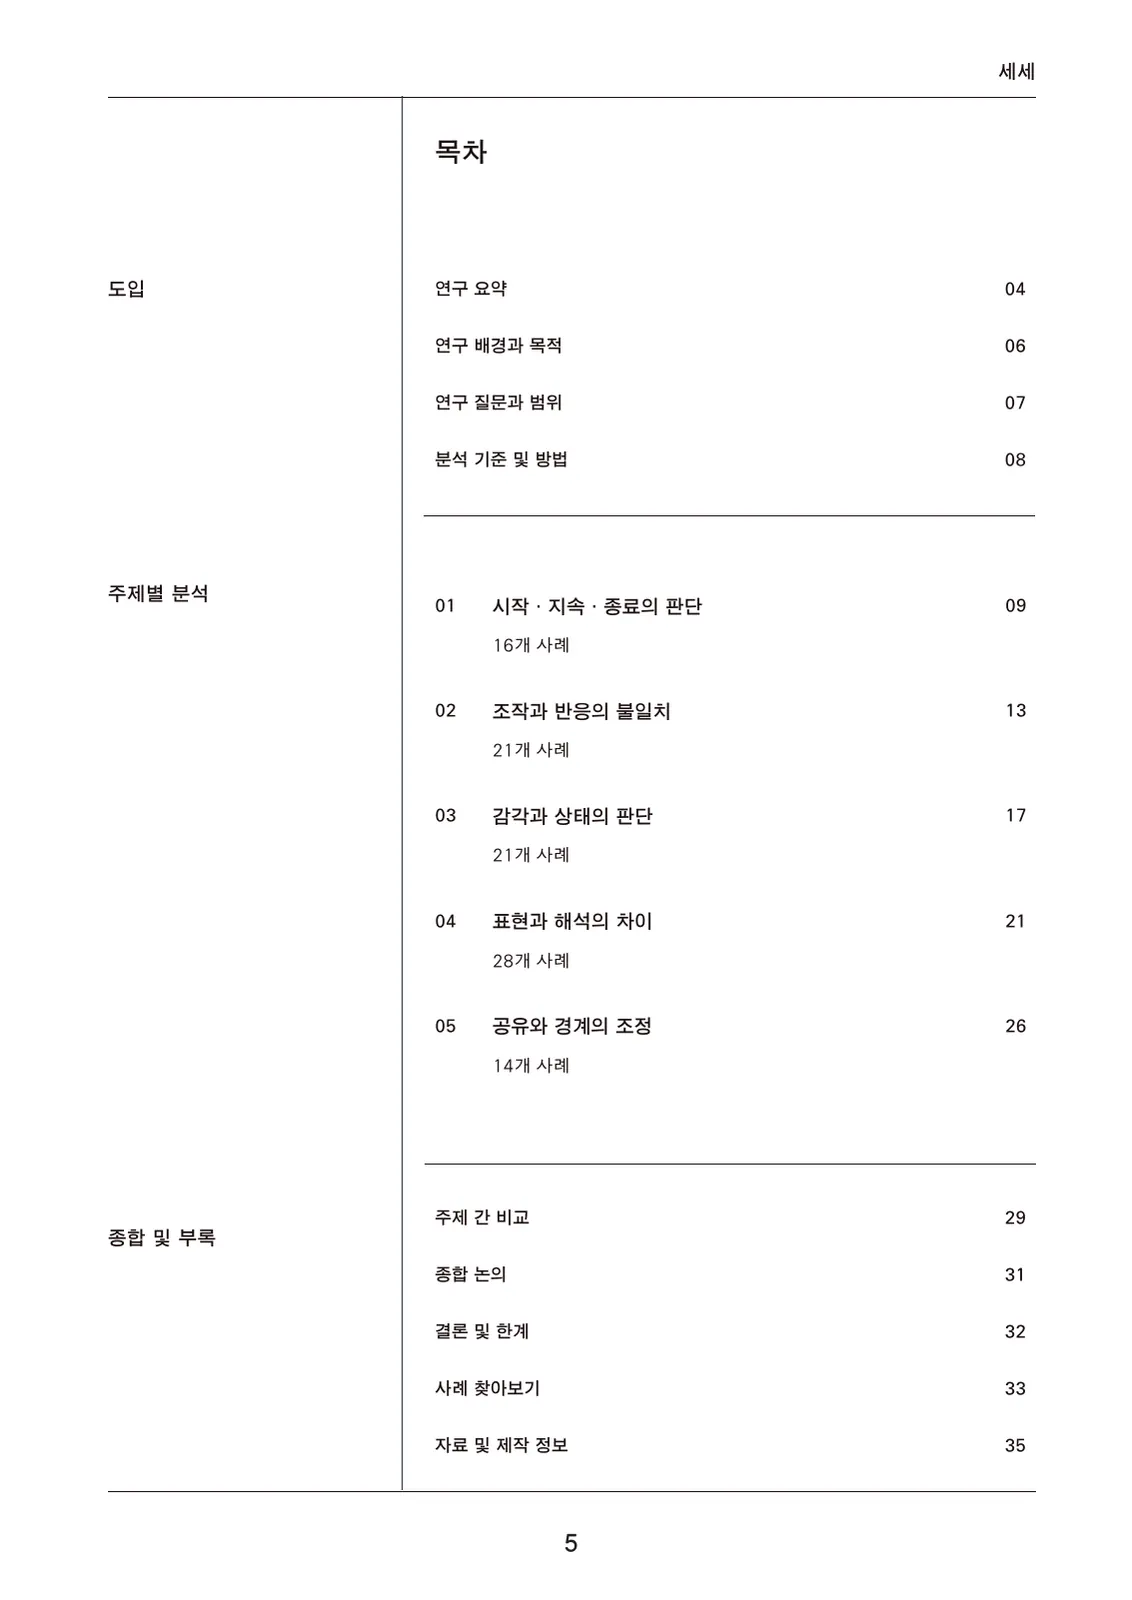 세세
목차
도입
연구 요약 04
연구 배경과 목적 06
연구 질문과 범위 07
분석 기준 및 방법 08
주제별 분석
01 시작 · 지속 · 종료의 판단 09
16개 사례
02 조작과 반응의 불일치 13
21개 사례
03 감각과 상태의 판단 17
21개 사례
04 표현과 해석의 차이 21
28개 사례
05 공유와 경계의 조정 26
14개 사례
종합 및 부록
주제 간 비교 29
종합 논의 31
결론 및 한계 32
사례 찾아보기 33
자료 및 제작 정보 35
5